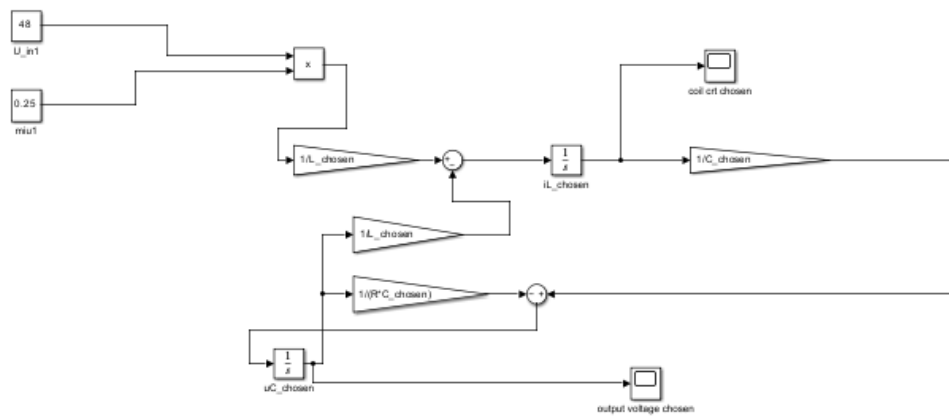 48
U_in1
x
0.25
miu1
coil crt chosen
1/L_chosen
+
-
1
s
iL_chosen
1/C_chosen
1/L_chosen
1/(R*C_chosen)
- +
1
s
uC_chosen
output voltage chosen